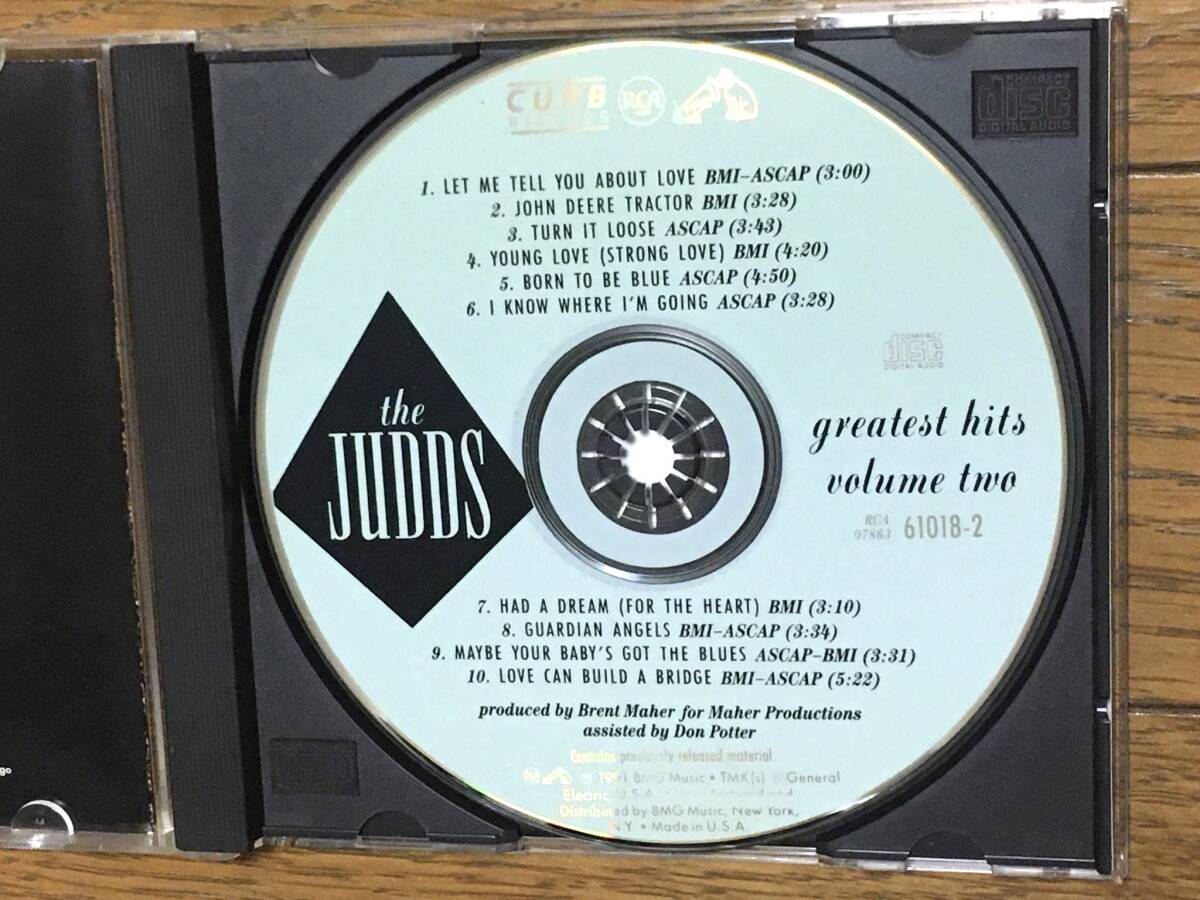 CURB
RECORDS
RCA
COMPACT
disc
DIGITAL AUDIO
1. LET ME TELL YOU ABOUT LOVE BMI-ASCAP (3:00)
2. JOHN DEERE TRACTOR BMI (3:28)
3. TURN IT LOOSE ASCAP (3:43)
4. YOUNG LOVE (STRONG LOVE) BMI (4:20)
5. BORN TO BE BLUE ASCAP (4:50)
6. I KNOW WHERE I'M GOING ASCAP (3:28)
COMPACT
disc
DIGITAL AUDIO
the
JUDDS
greatest hits
volume two
RCA
07863 61018-2
7. HAD A DREAM (FOR THE HEART) BMI (3:10)
8. GUARDIAN ANGELS BMI-ASCAP (3:34)
9. MAYBE YOUR BABY'S GOT THE BLUES ASCAP-BMI (3:31)
10. LOVE CAN BUILD A BRIDGE BMI-ASCAP (5:22)
produced by Brent Maher for Maher Productions
assisted by Don Potter
Contains previously released material.
℗ 1991 BMG Music • TMK(s) ® General
Electric, U.S.A.
Distributed by BMG Music, New York,
NY • Made in U.S.A.
go